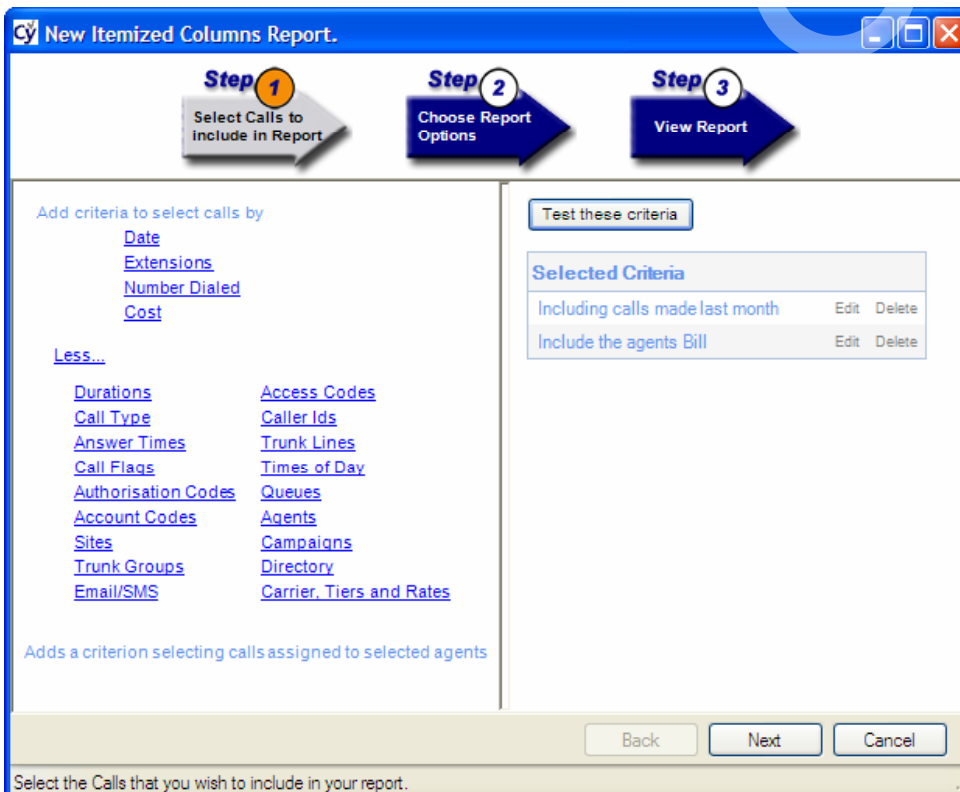 Cy New Itemized Columns Report.
Step 1
Select Calls to
include in Report
Step 2
Choose Report
Options
Step 3
View Report
Add criteria to select calls by
Date
Extensions
Number Dialed
Cost
Less...
Durations
Call Type
Answer Times
Call Flags
Authorisation Codes
Account Codes
Sites
Trunk Groups
Email/SMS
Access Codes
Caller Ids
Trunk Lines
Times of Day
Queues
Agents
Campaigns
Directory
Carrier, Tiers and Rates
Adds a criterion selecting calls assigned to selected agents
Test these criteria
Selected Criteria
Including calls made last month Edit Delete
Include the agents Bill Edit Delete
Back Next Cancel
Select the Calls that you wish to include in your report.